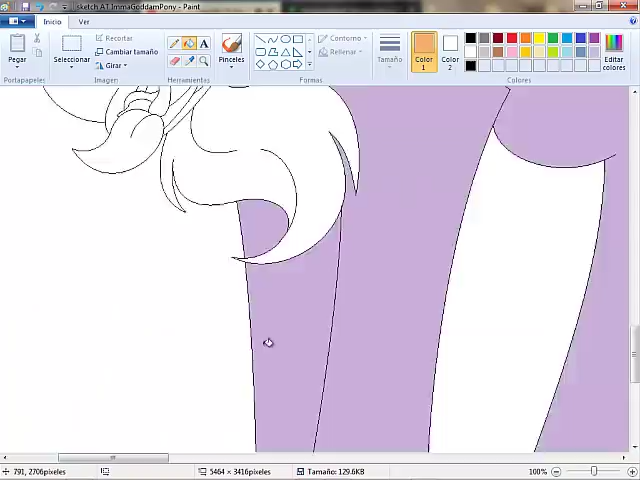 sketch AT ImmaGoddamPony - Paint
Inicio Ver
Pegar
Portapapeles
Seleccionar
Recortar
Cambiar tamaño
Girar
Imagen
A
Herramientas
Pinceles
Contorno
Rellenar
Formas
Tamaño
Color 1
Color 2
Editar colores
Colores
791, 2706píxeles
5464 × 3416píxeles
Tamaño: 129.6KB
100%